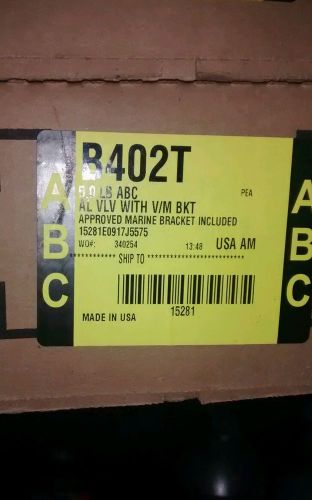 B402T
5.0 LB ABC PEA
AL VLV WITH V/M BKT
APPROVED MARINE BRACKET INCLUDED
15281E0917J5575
WO#: 340254 13:48 USA AM
************ SHIP TO *************************
15281
MADE IN USA
A
B
C
A
B
C